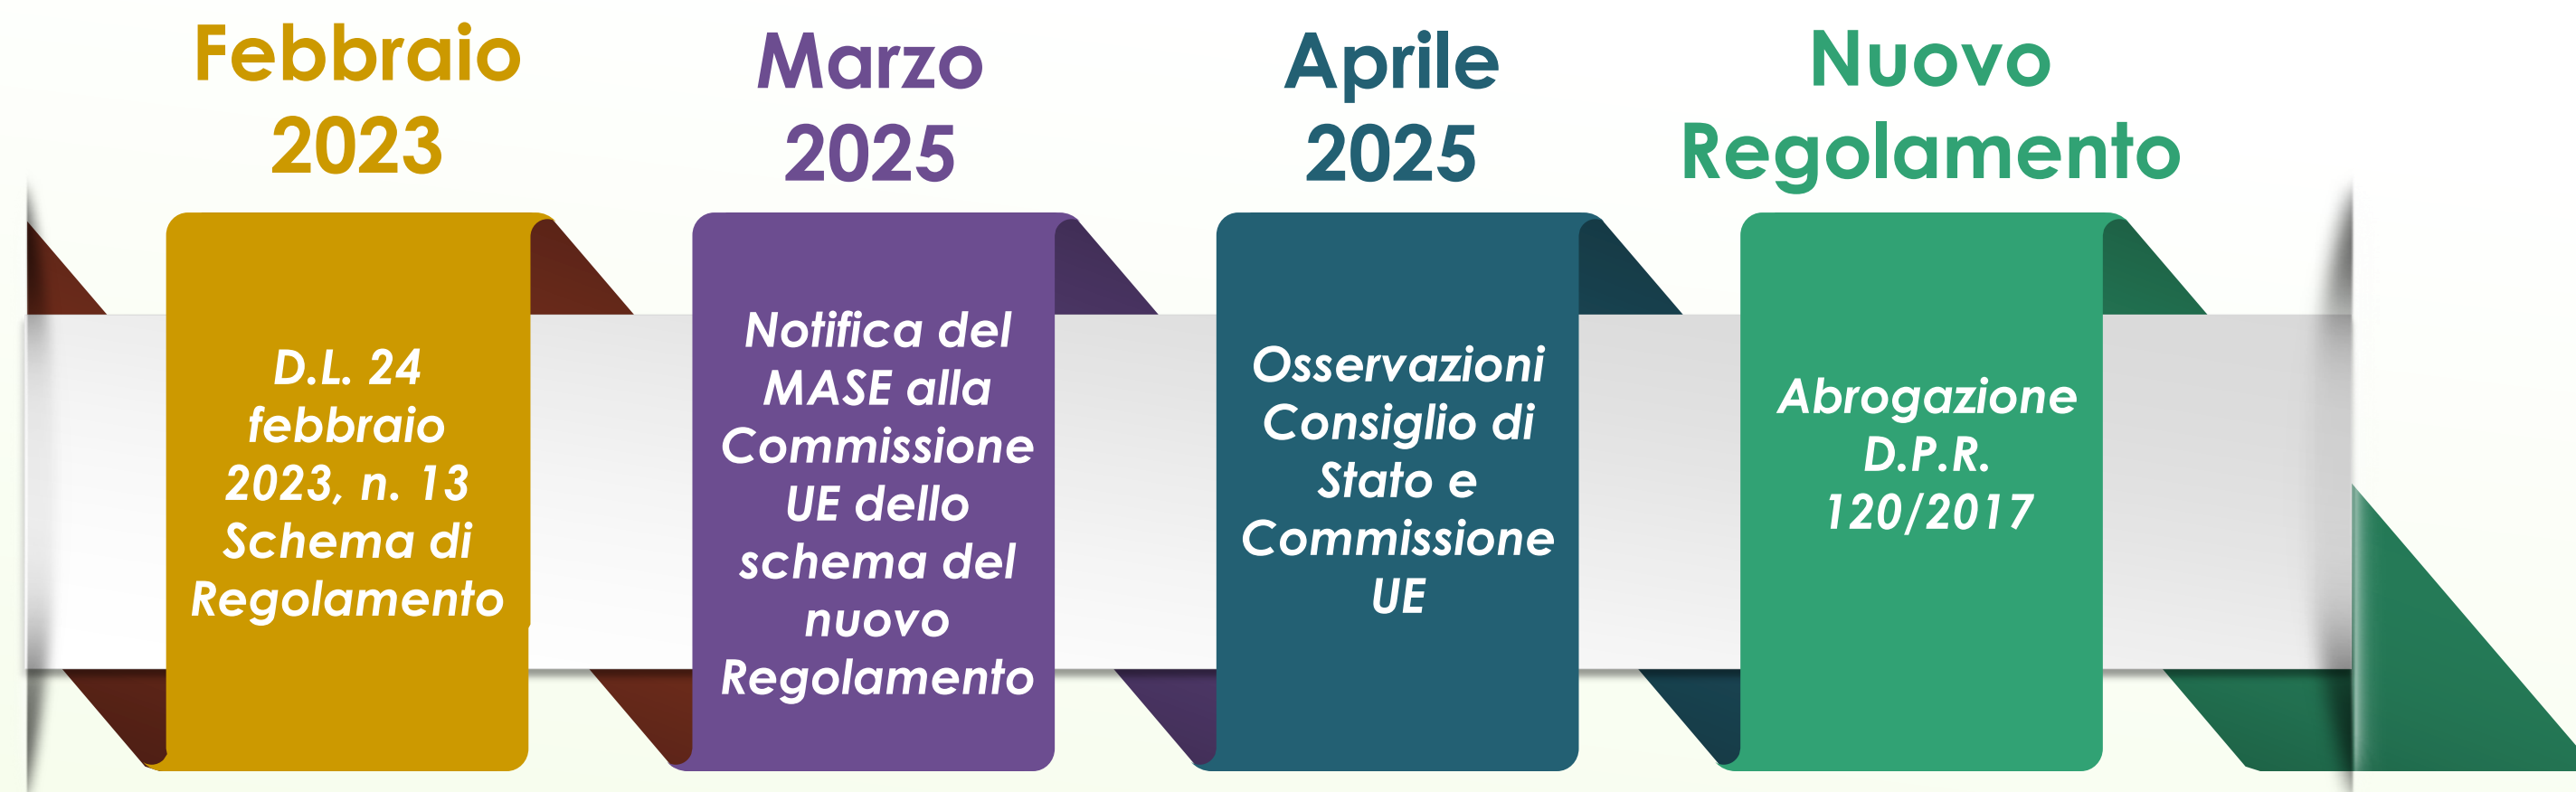 Febbraio
2023
D.L. 24
febbraio
2023, n. 13
Schema di
Regolamento
Marzo
2025
Notifica del
MASE alla
Commissione
UE dello
schema del
nuovo
Regolamento
Aprile
2025
Osservazioni
Consiglio di
Stato e
Commissione
UE
Nuovo
Regolamento
Abrogazione
D.P.R.
120/2017